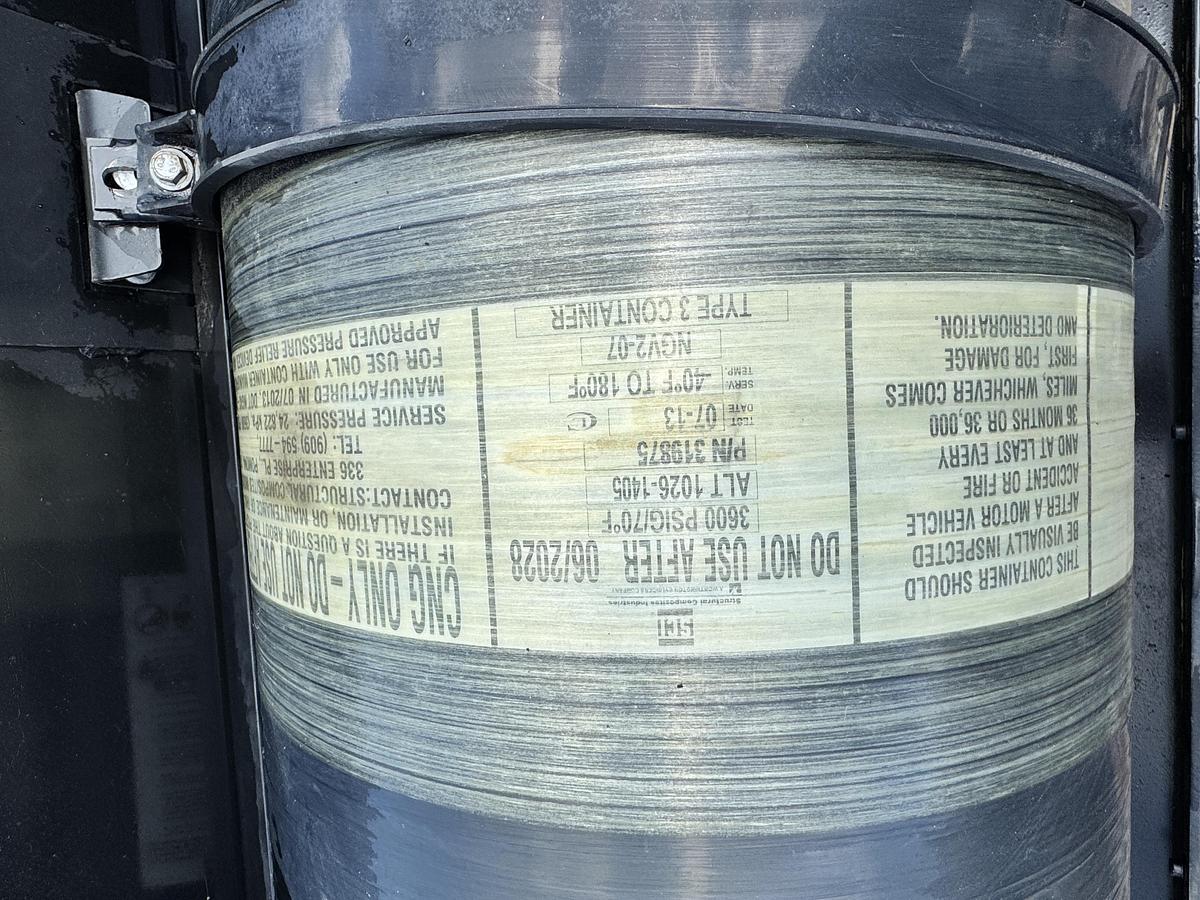 THIS CONTAINER SHOULD
BE VISUALLY INSPECTED
AFTER A MOTOR VEHICLE
ACCIDENT OR FIRE
AND AT LEAST EVERY
36 MONTHS OR 36,000
MILES, WHICHEVER COMES
FIRST, FOR DAMAGE
AND DETERIORATION.
SCI
Structural Composites Industries
A WORTHINGTON CYLINDERS COMPANY
DO NOT USE AFTER 06/2028
3600 PSIG/70°F
ALT 1026-1405
P/N 319875
TEST DATE 07-13
SERV. TEMP. -40°F TO 180°F
NGV2-07
TYPE 3 CONTAINER
CNG ONLY – DO NOT USE
IF THERE IS A QUESTION ABOUT
INSTALLATION, OR MAINTENANCE OF
CONTACT:STRUCTURAL COMPOSITES
336 ENTERPRISE PL.
TEL: (909)-594-7777
SERVICE PRESSURE: 24,822 kPa
MANUFACTURED IN 07/2013. DO NOT
FOR USE ONLY WITH CONTAINER
APPROVED PRESSURE RELIEF